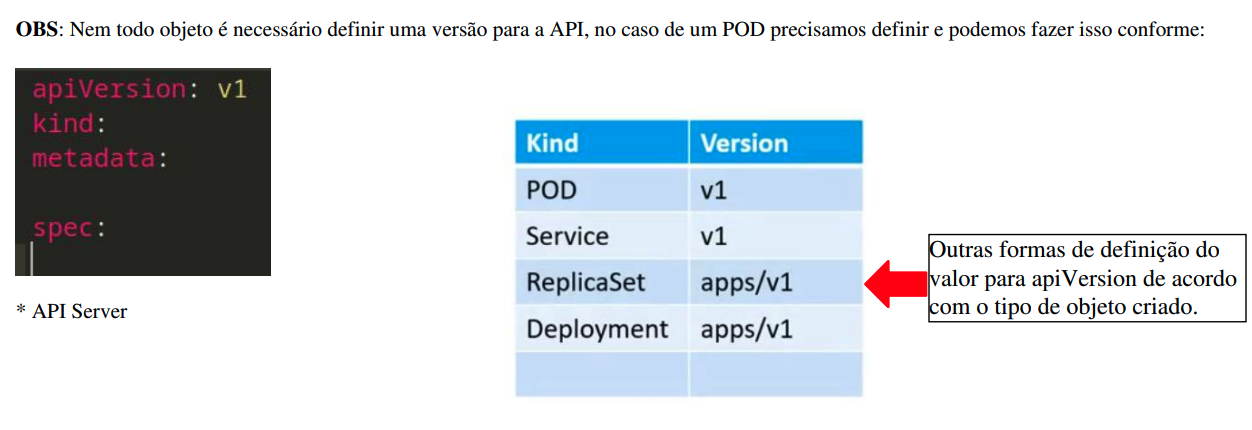 OBS: Nem todo objeto é necessário definir uma versão para a API, no caso de um POD precisamos definir e podemos fazer isso conforme:
apiVersion: v1
kind:
metadata:
spec:
* API Server
Kind Version
POD v1
Service v1
ReplicaSet apps/v1
Deployment apps/v1
Outras formas de definição do
valor para apiVersion de acordo
com o tipo de objeto criado.